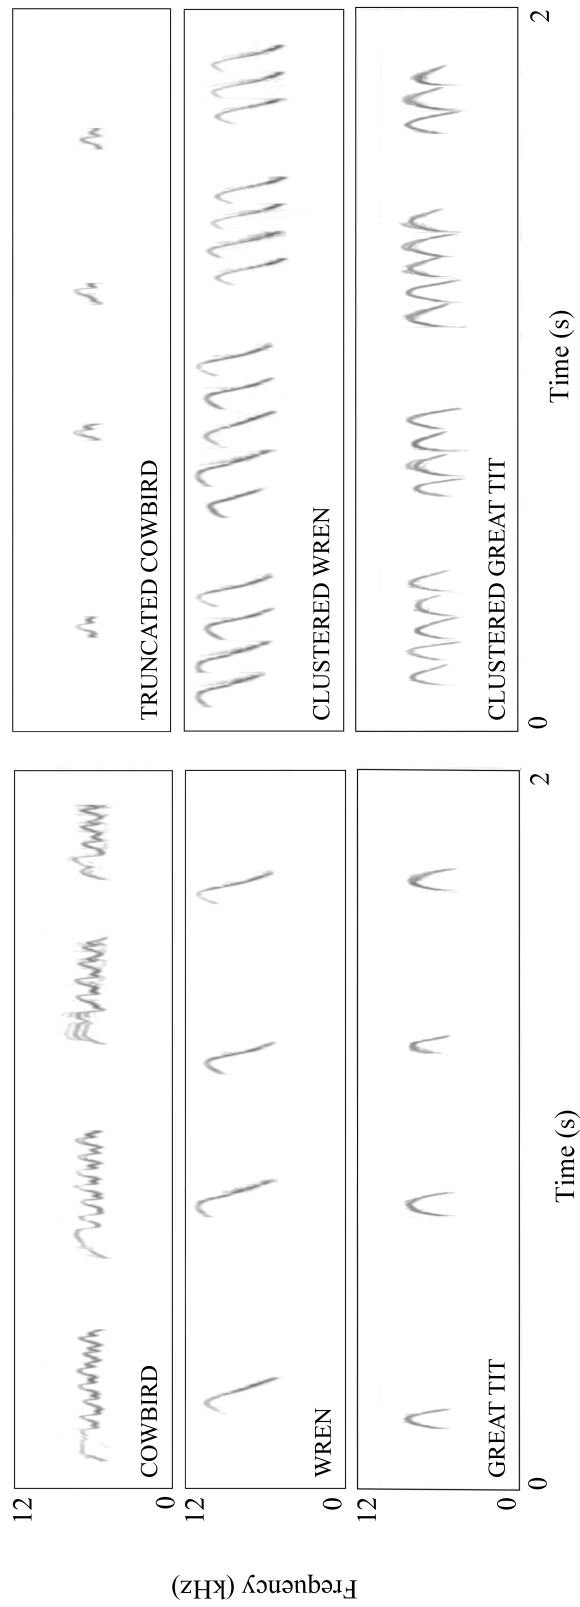 Frequency (kHz)
12
0
COWBIRD
TRUNCATED COWBIRD
12
0
WREN
CLUSTERED WREN
12
0
GREAT TIT
CLUSTERED GREAT TIT
0
2
0
2
Time (s)
Time (s)